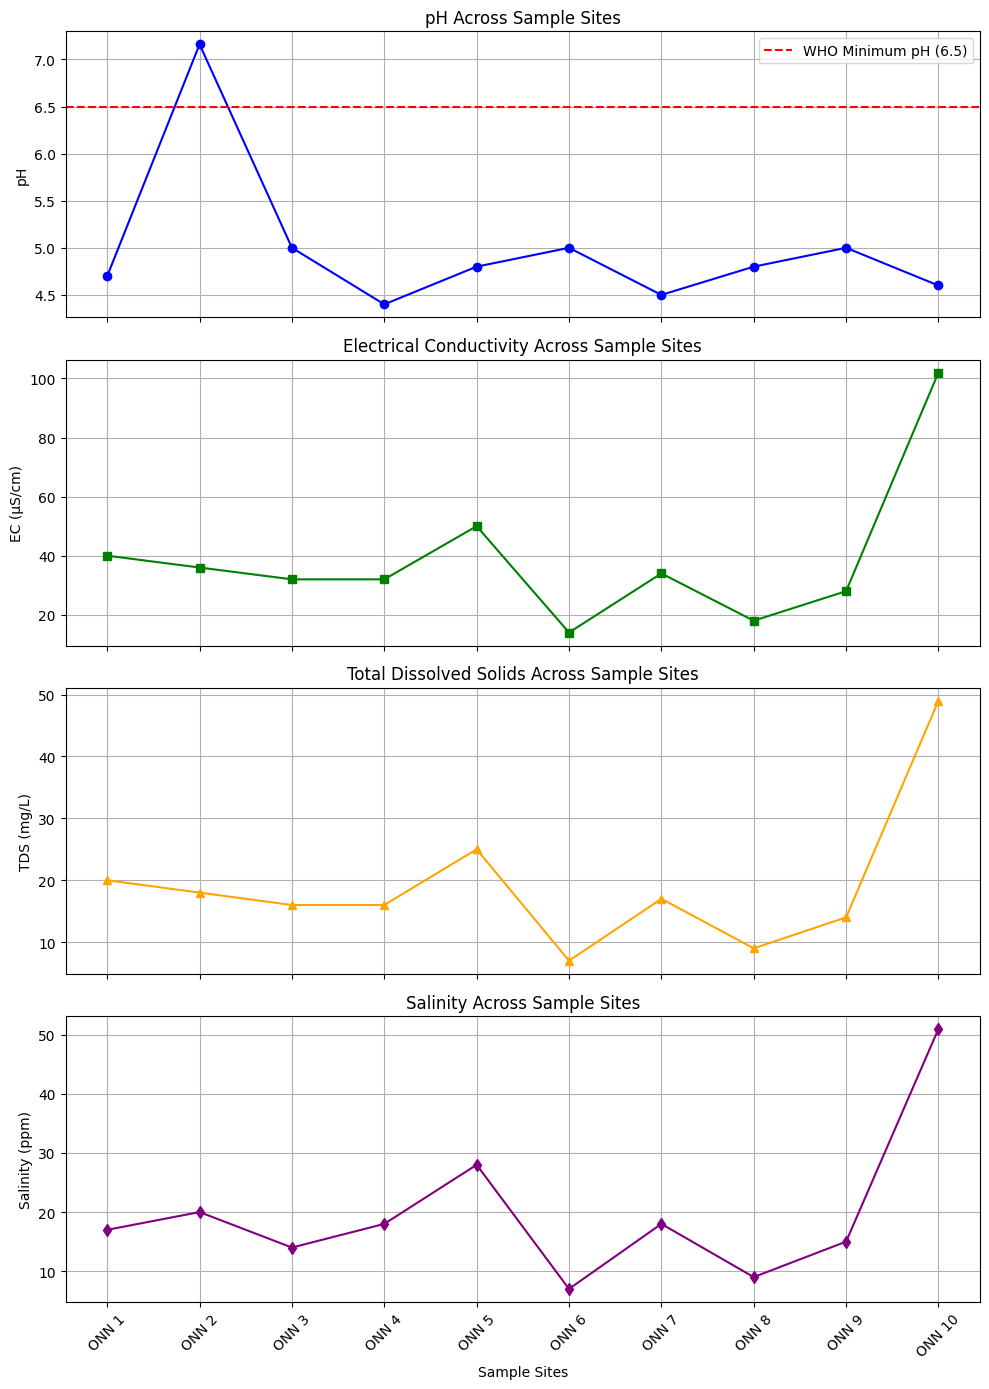 pH Across Sample Sites
WHO Minimum pH (6.5)
pH
7.0
6.5
6.0
5.5
5.0
4.5
Electrical Conductivity Across Sample Sites
EC (µS/cm)
100
80
60
40
20
Total Dissolved Solids Across Sample Sites
TDS (mg/L)
50
40
30
20
10
Salinity Across Sample Sites
Salinity (ppm)
50
40
30
20
10
ONN 1
ONN 2
ONN 3
ONN 4
ONN 5
ONN 6
ONN 7
ONN 8
ONN 9
ONN 10
Sample Sites